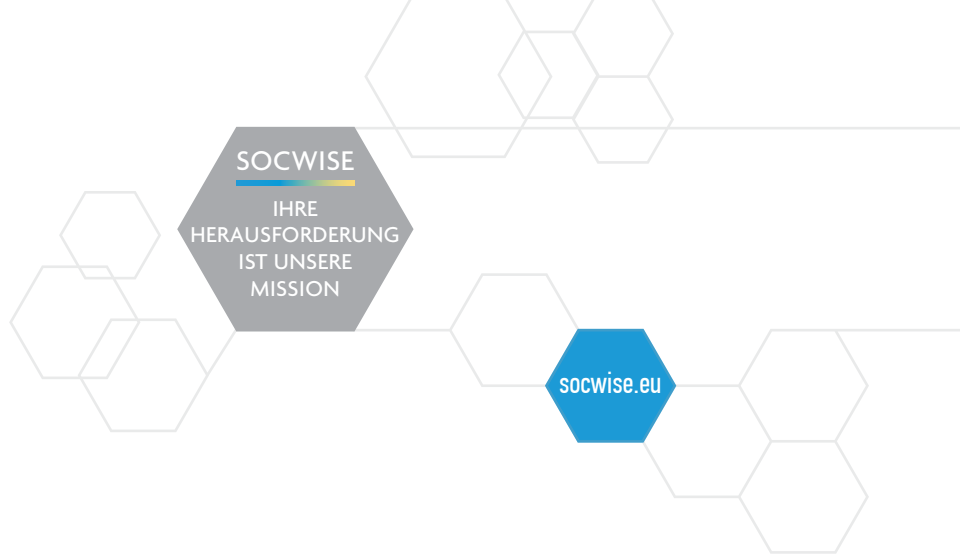 SOCWISE
IHRE
HERAUSFORDERUNG
IST UNSERE
MISSION
socwise.eu